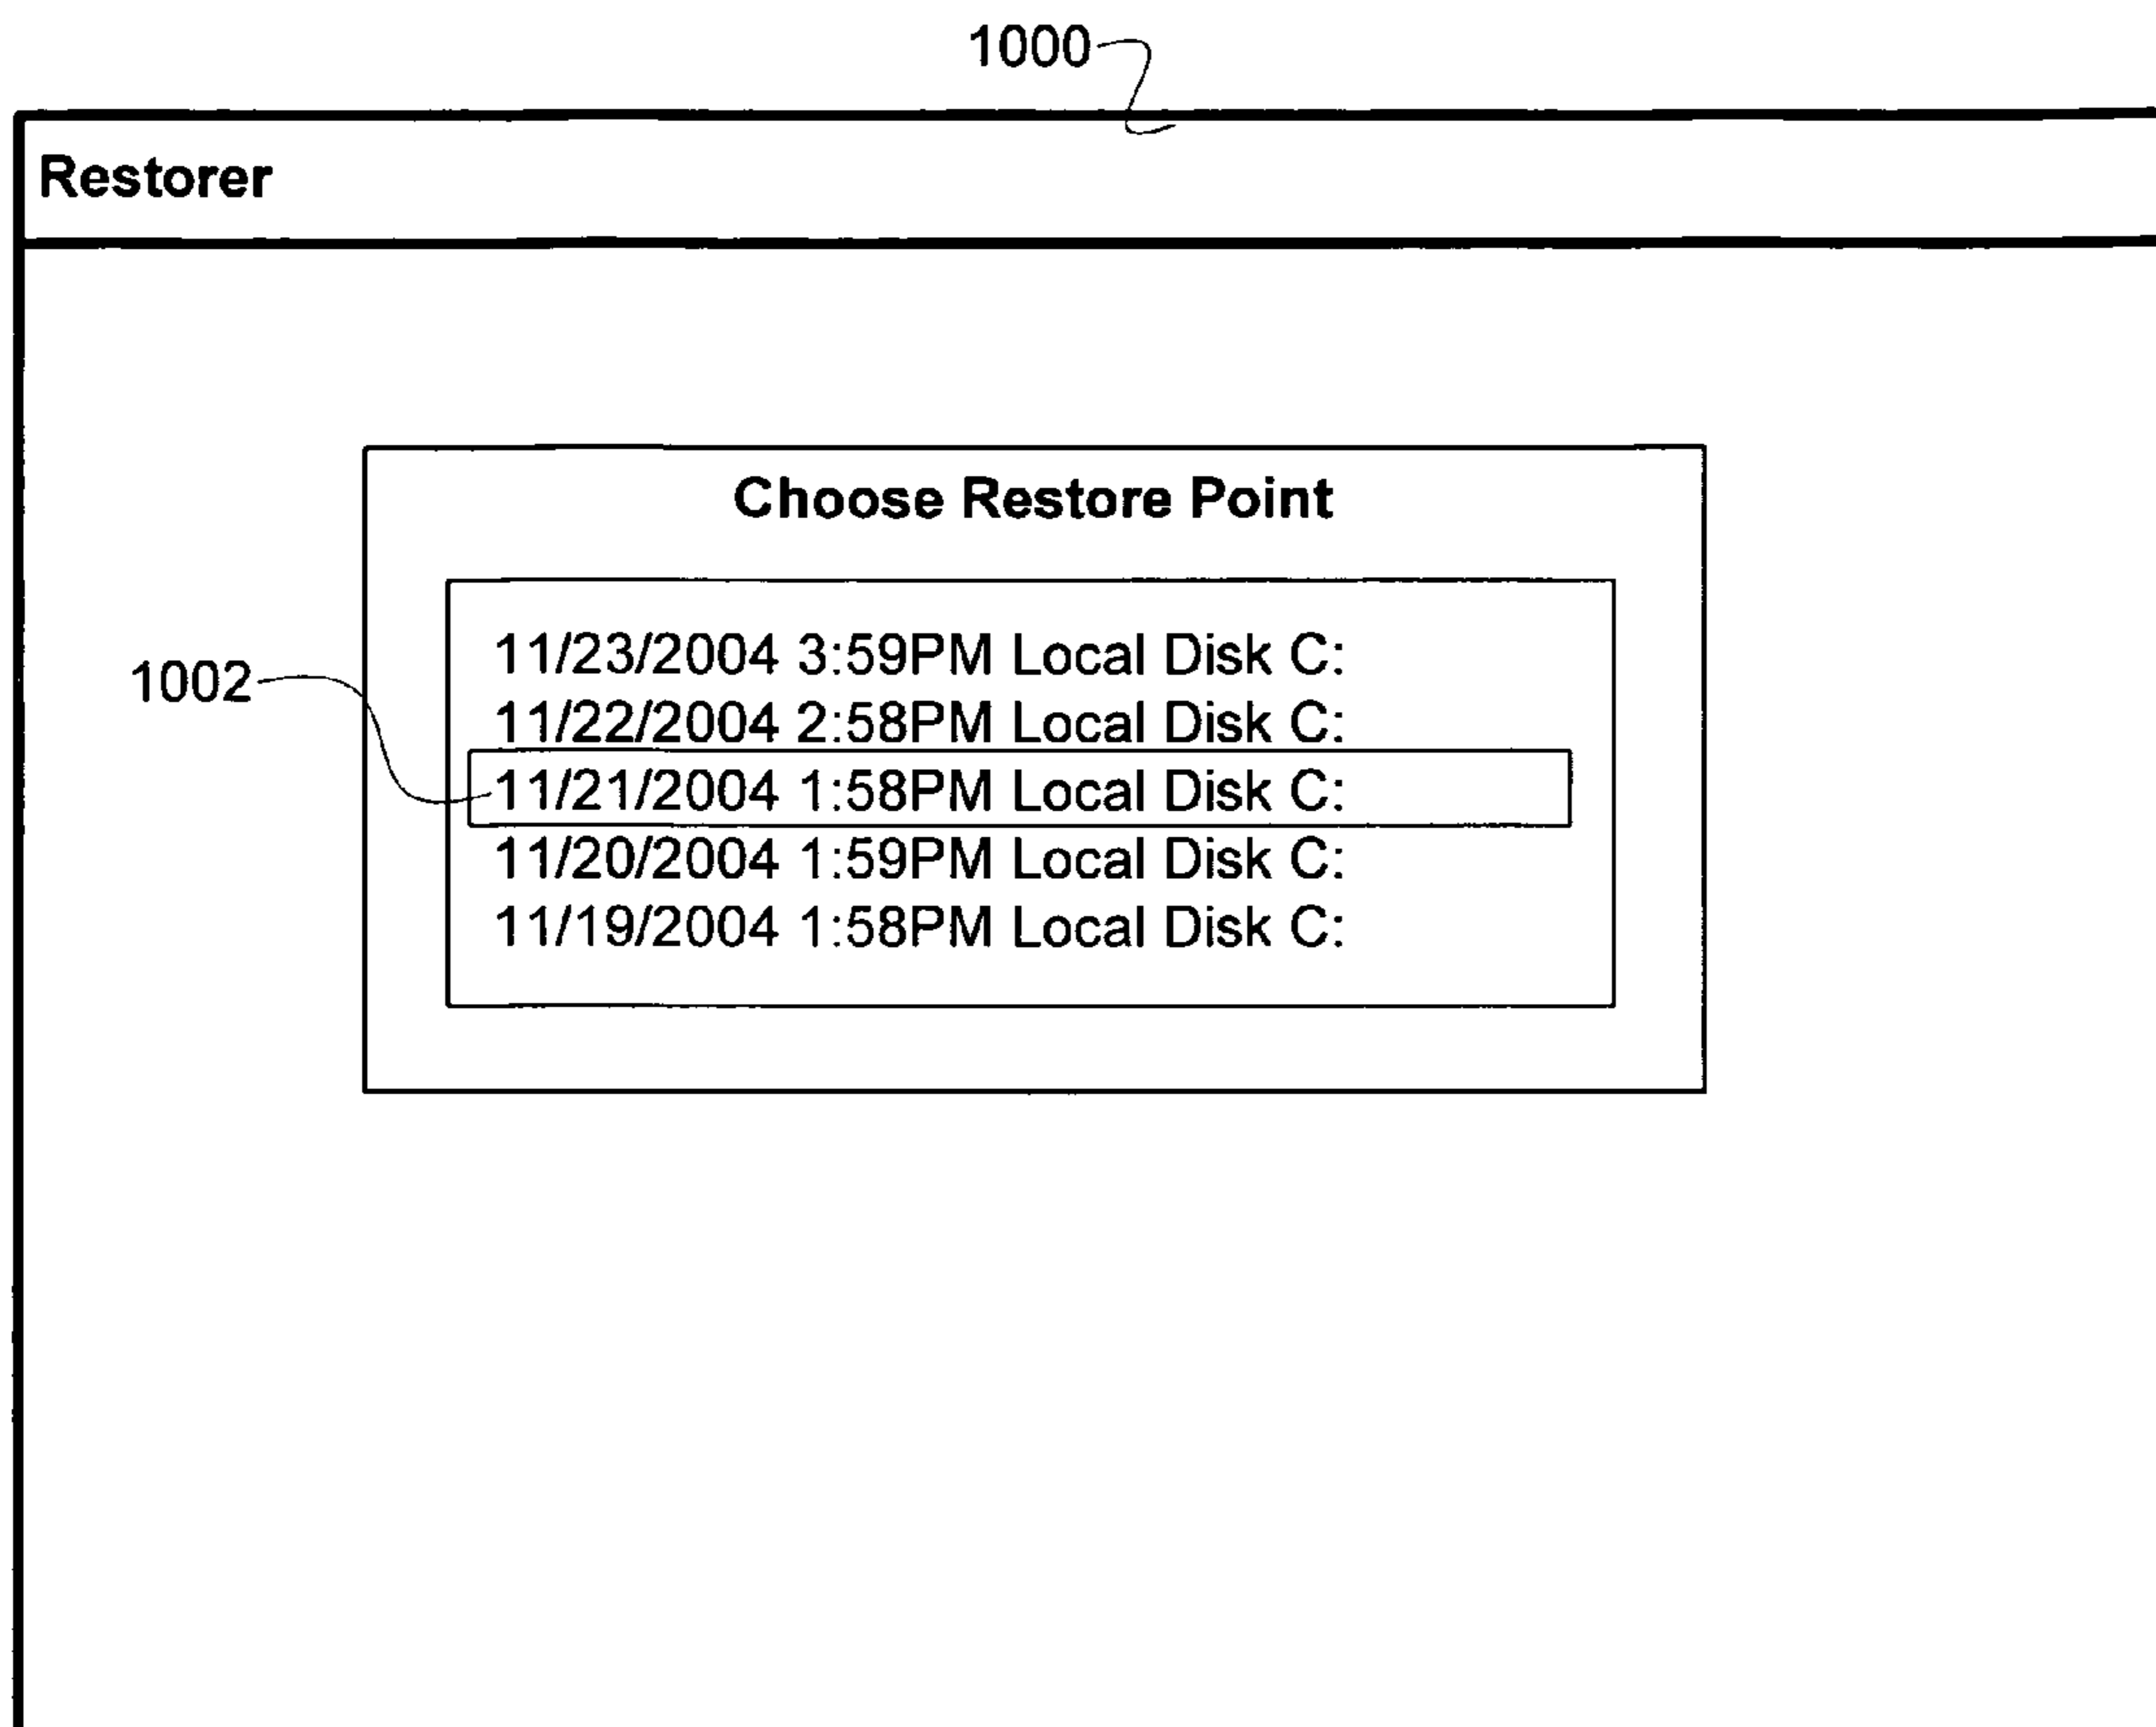 1000
Restorer
Choose Restore Point
11/23/2004 3:59PM Local Disk C:
11/22/2004 2:58PM Local Disk C:
1002
11/21/2004 1:58PM Local Disk C:
11/20/2004 1:59PM Local Disk C:
11/19/2004 1:58PM Local Disk C: